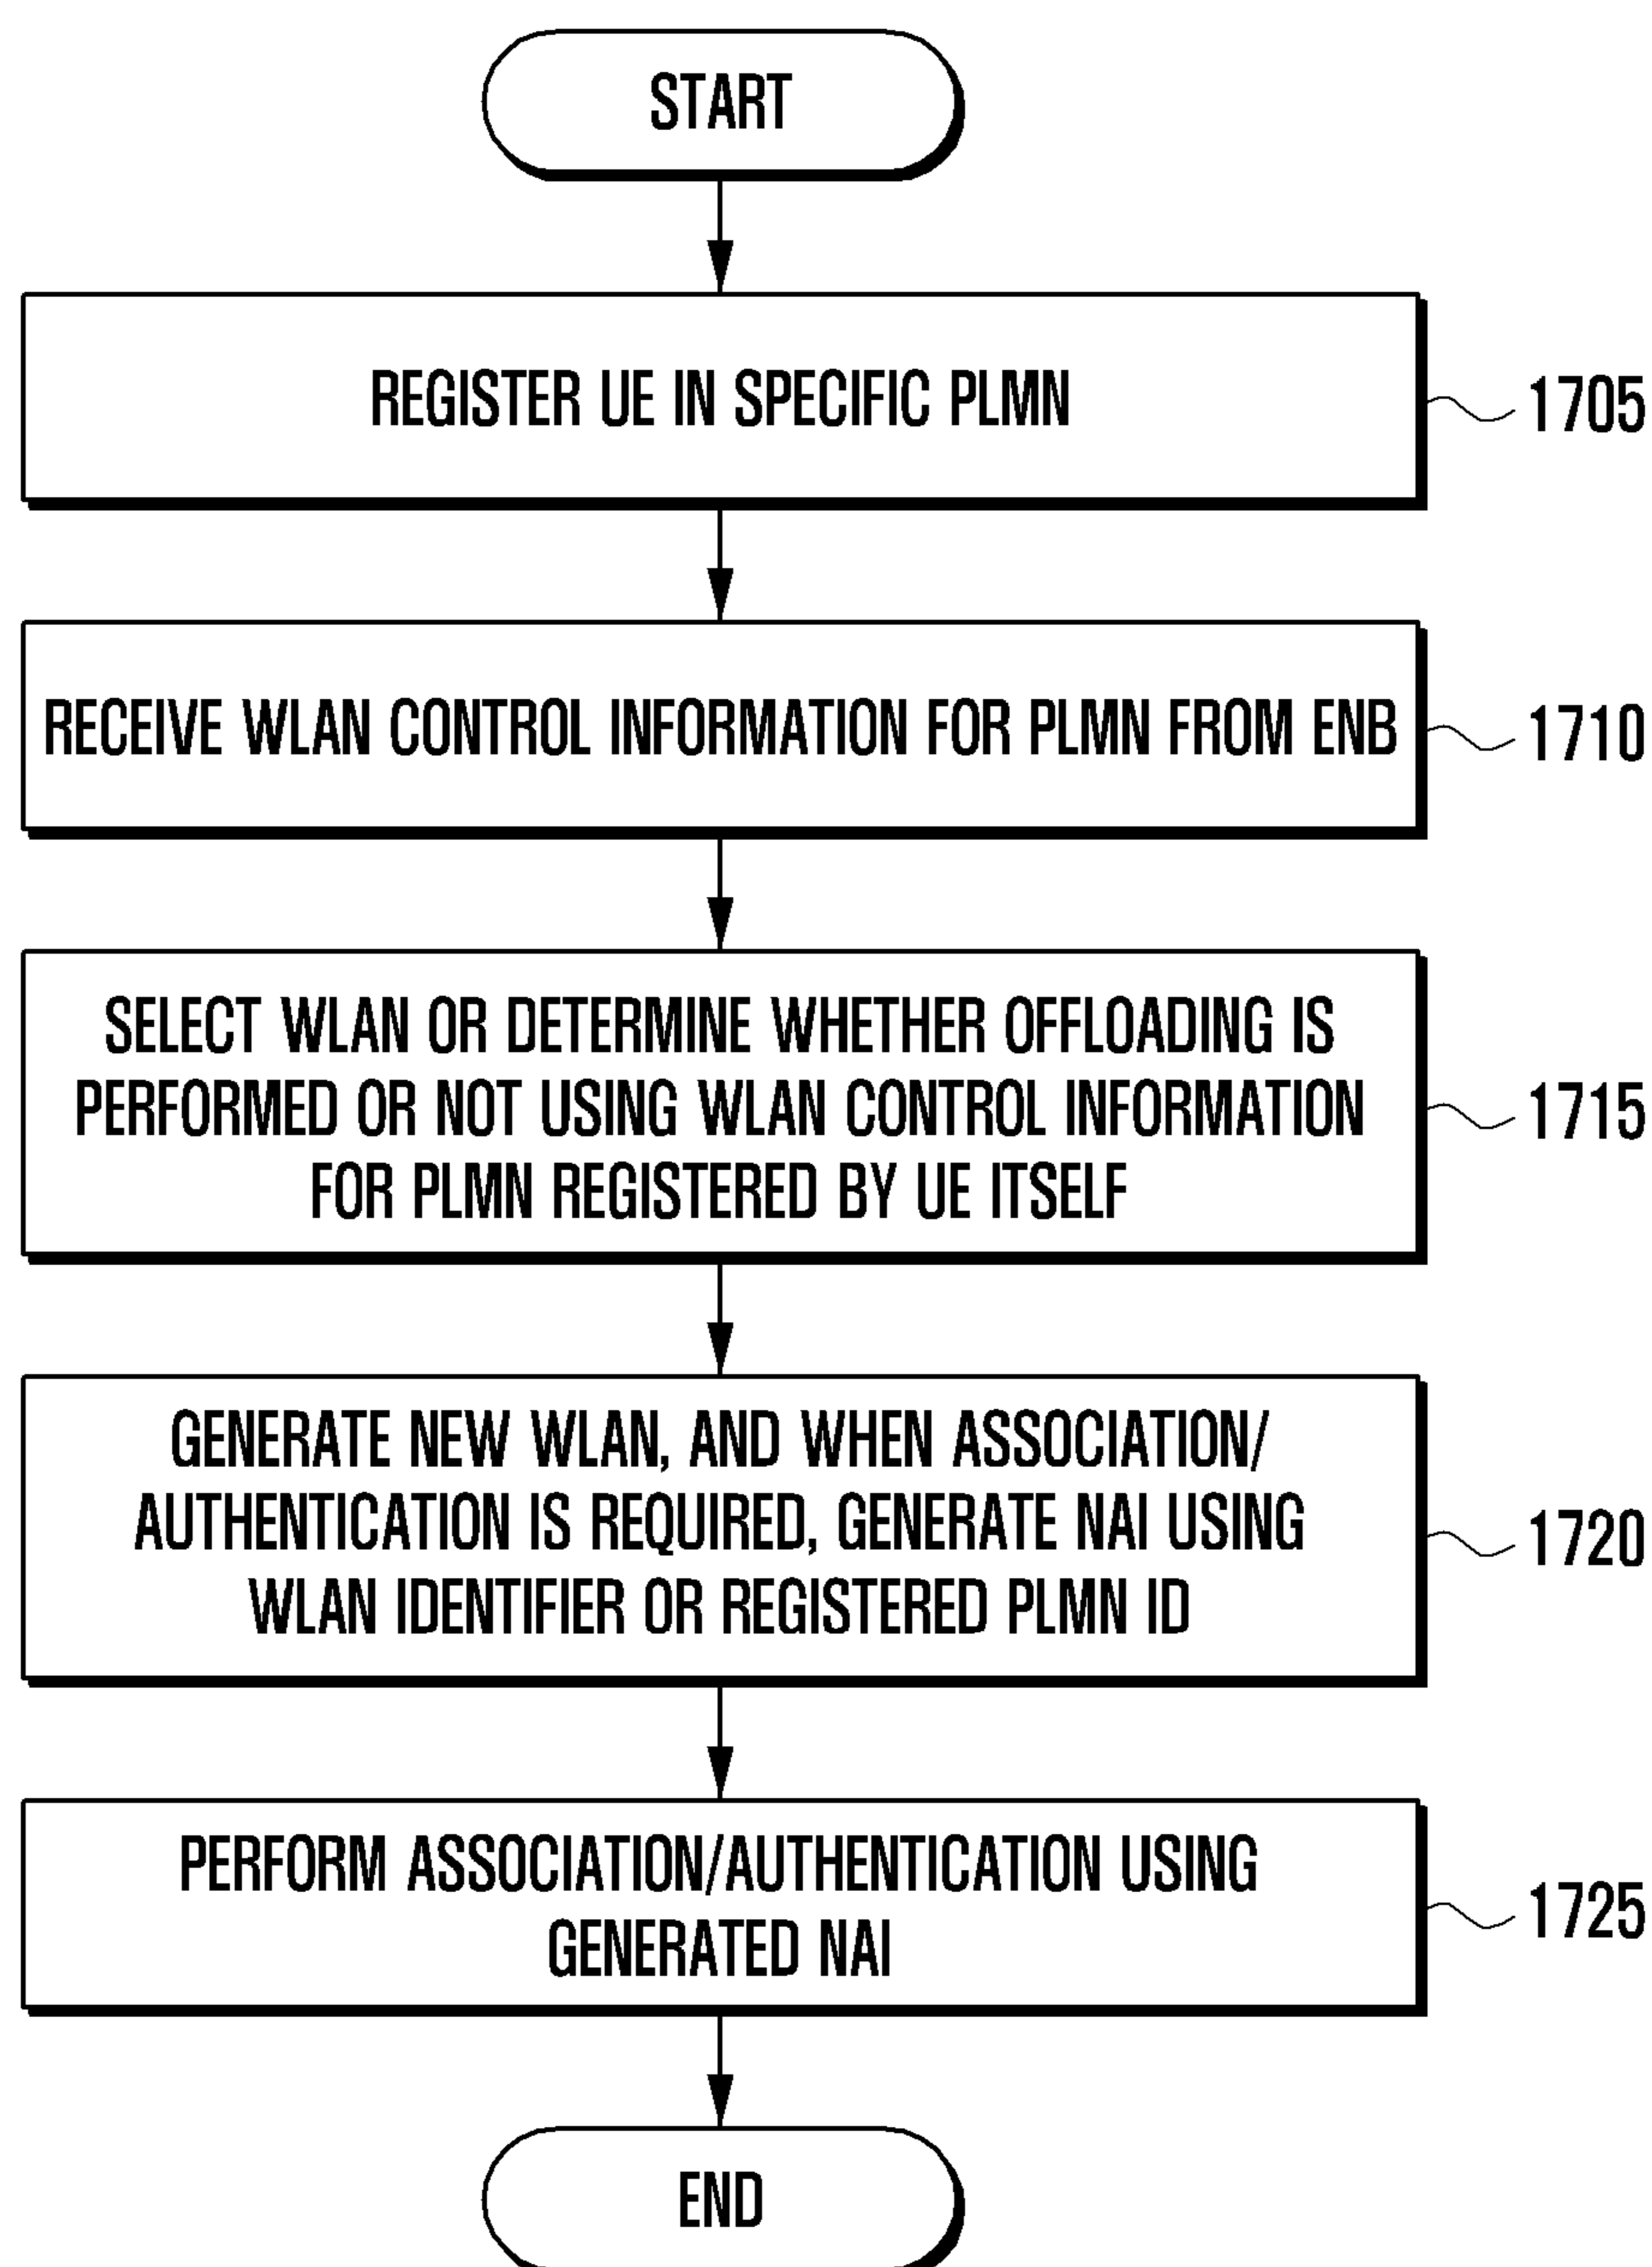 START
REGISTER UE IN SPECIFIC PLMN
1705
RECEIVE WLAN CONTROL INFORMATION FOR PLMN FROM ENB
1710
SELECT WLAN OR DETERMINE WHETHER OFFLOADING IS
PERFORMED OR NOT USING WLAN CONTROL INFORMATION
FOR PLMN REGISTERED BY UE ITSELF
1715
GENERATE NEW WLAN, AND WHEN ASSOCIATION/
AUTHENTICATION IS REQUIRED, GENERATE NAI USING
WLAN IDENTIFIER OR REGISTERED PLMN ID
1720
PERFORM ASSOCIATION/AUTHENTICATION USING
GENERATED NAI
1725
END